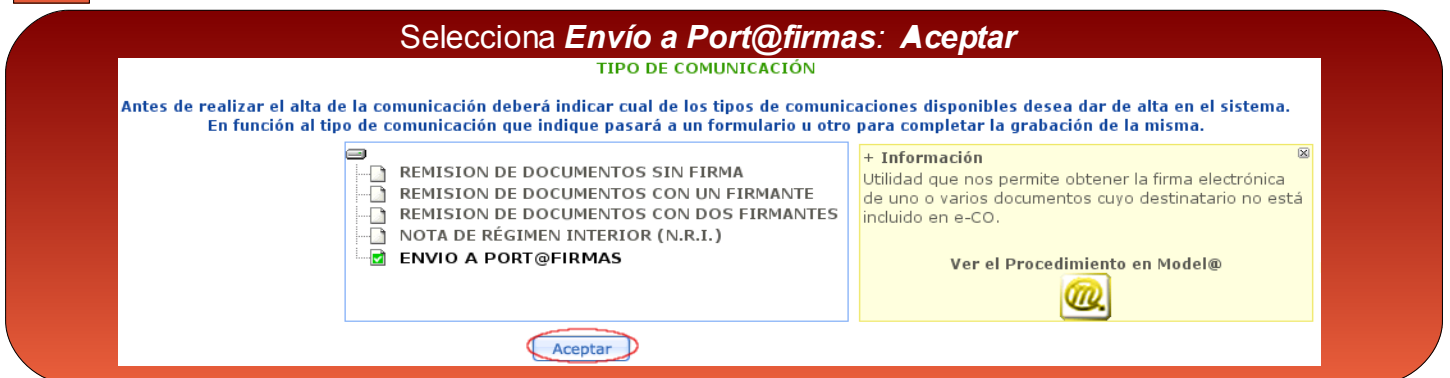 Selecciona Envío a Port@firmas: Aceptar
TIPO DE COMUNICACIÓN
Antes de realizar el alta de la comunicación deberá indicar cual de los tipos de comunicaciones disponibles desea dar de alta en el sistema.
En función al tipo de comunicación que indique pasará a un formulario u otro para completar la grabación de la misma.
REMISION DE DOCUMENTOS SIN FIRMA
REMISION DE DOCUMENTOS CON UN FIRMANTE
REMISION DE DOCUMENTOS CON DOS FIRMANTES
NOTA DE RÉGIMEN INTERIOR (N.R.I.)
ENVIO A PORT@FIRMAS
+ Información
Utilidad que nos permite obtener la firma electrónica
de uno o varios documentos cuyo destinatario no está
incluido en e-CO.
Ver el Procedimiento en Model@
m
Aceptar